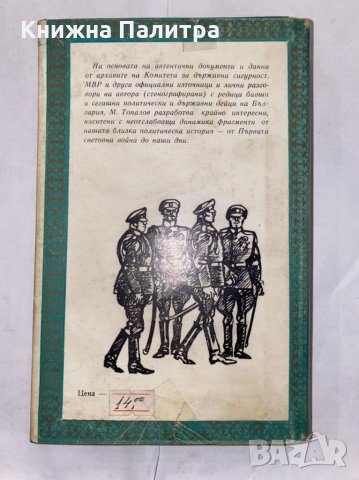 Книжна Палитра
На основата на автентични документи и данни
от архивите на Комитета за държавна сигурност,
МВР и други официални източници и лични разго-
вори на автора (стенографирани) с редица бивши
и сегашни политически и държавни дейци на Бъл-
гария, М. Топалов разработва крайно интересни,
наситени с неотслабваща динамика фрагменти от
нашата близка политическа история — от Първата
световна война до наши дни.
Цена —
14,00
BAZAR